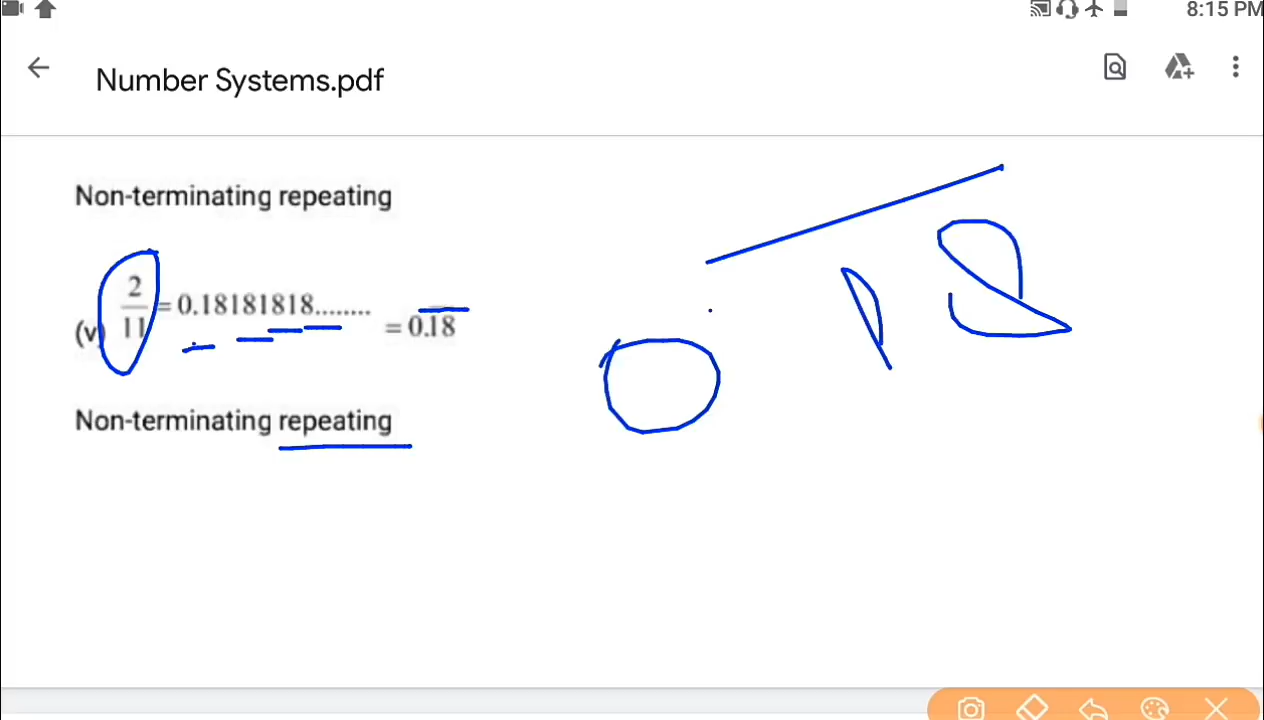 8:15 PM
Number Systems.pdf
Non-terminating repeating
(v) 2/11 = 0.18181818........ = 0.18
Non-terminating repeating
0.18